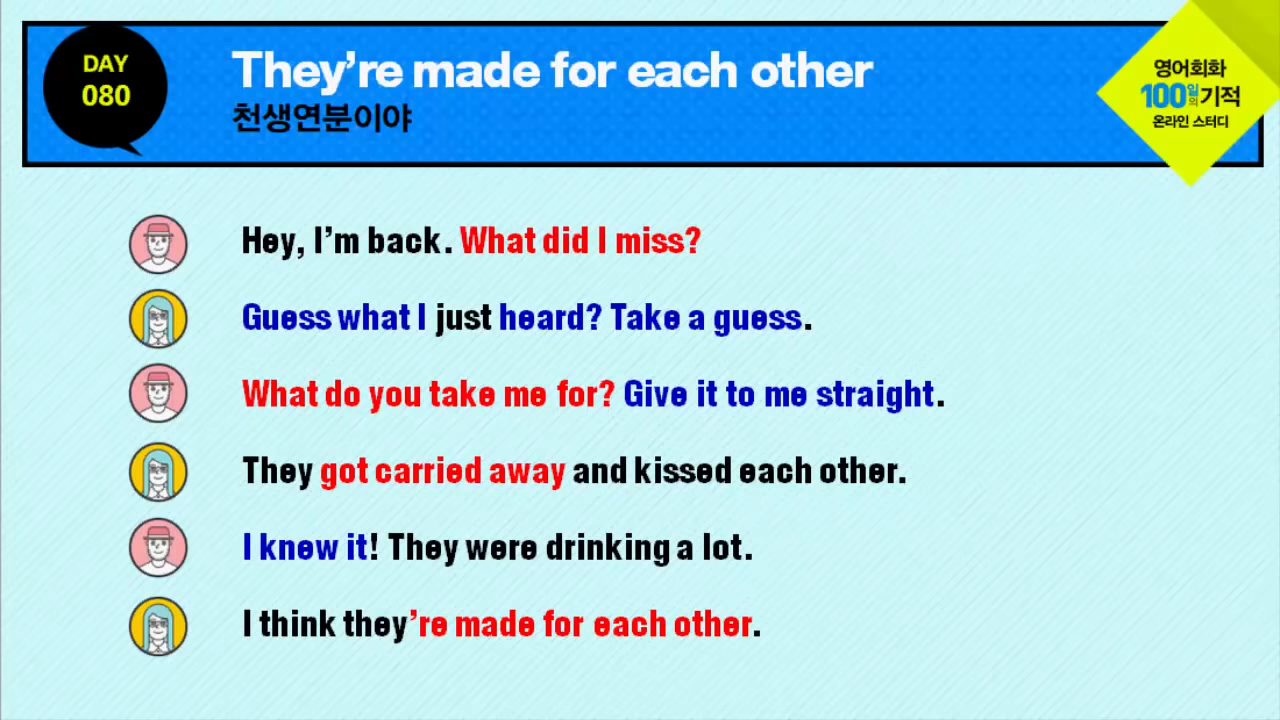 DAY
080
They’re made for each other
천생연분이야
영어회화
100일의기적
온라인 스터디
Hey, I’m back. What did I miss?
Guess what I just heard? Take a guess.
What do you take me for? Give it to me straight.
They got carried away and kissed each other.
I knew it! They were drinking a lot.
I think they’re made for each other.